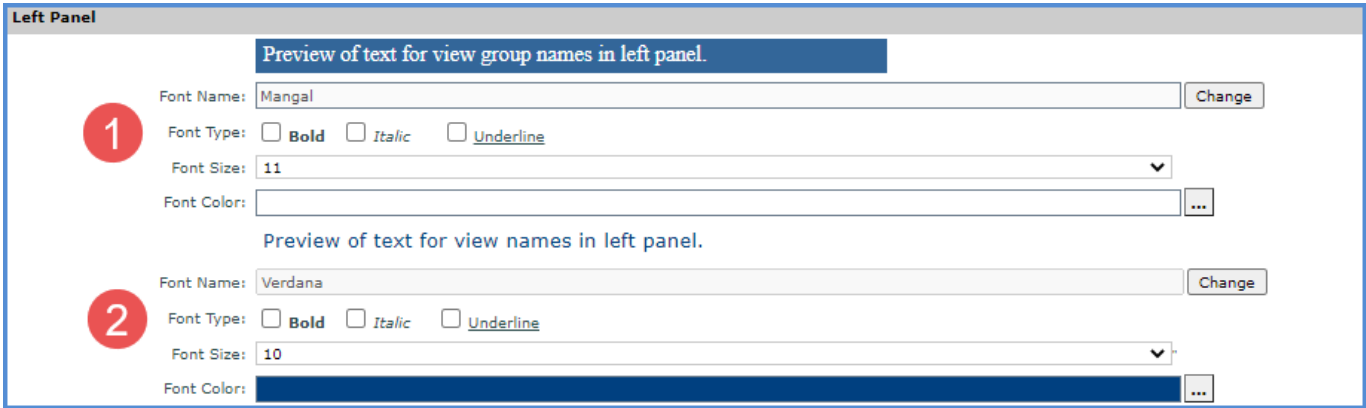 Left Panel
Preview of text for view group names in left panel.
Font Name: Mangal Change
1
Font Type: Bold Italic Underline
Font Size: 11
Font Color: ...
Preview of text for view names in left panel.
Font Name: Verdana Change
2
Font Type: Bold Italic Underline
Font Size: 10
Font Color: ...